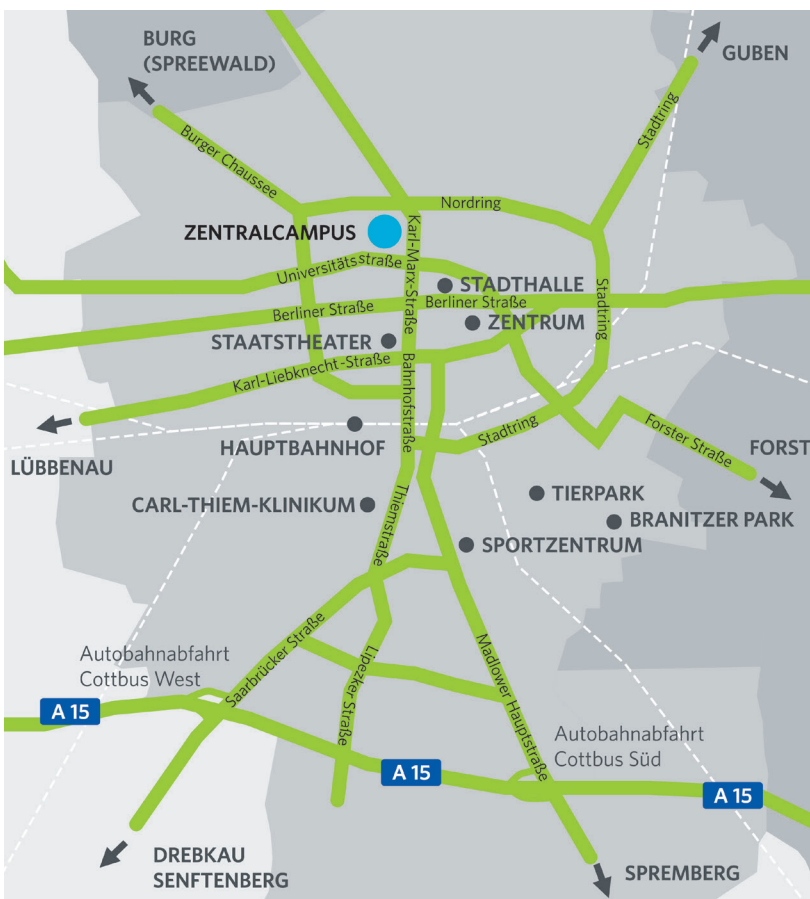 BURG
(SPREEWALD)
GUBEN
Burger Chaussee
Stadtring
Nordring
ZENTRALCAMPUS
Karl-Marx-Straße
Universitätsstraße
STADTHALLE
Stadtring
Berliner Straße
Berliner Straße
ZENTRUM
STAATSTHEATER
Karl-Liebknecht-Straße
Bahnhofstraße
HAUPTBAHNHOF
Stadtring
Forster Straße
FORST
LÜBBENAU
CARL-THIEM-KLINIKUM
Thiemstraße
TIERPARK
BRANITZER PARK
SPORTZENTRUM
Autobahnabfahrt
Cottbus West
Saarbrücker Straße
Lipezker Straße
Madlower Hauptstraße
A 15
Autobahnabfahrt
Cottbus Süd
A 15
A 15
DREBKAU
SENFTENBERG
SPREMBERG